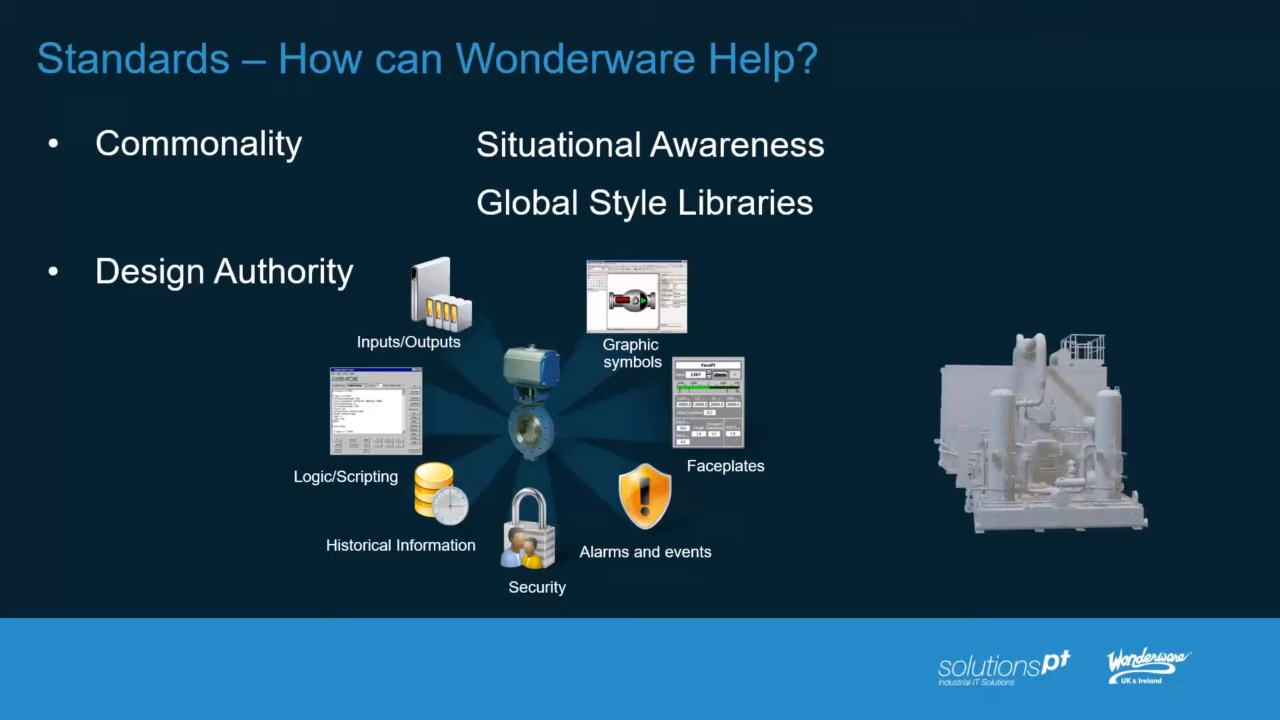 Standards – How can Wonderware Help?
• Commonality
Situational Awareness
Global Style Libraries
• Design Authority
Inputs/Outputs
Graphic
symbols
Logic/Scripting
Faceplates
Historical Information
Alarms and events
Security
solutionspt
Industrial IT Solutions
Wonderware
UK & Ireland